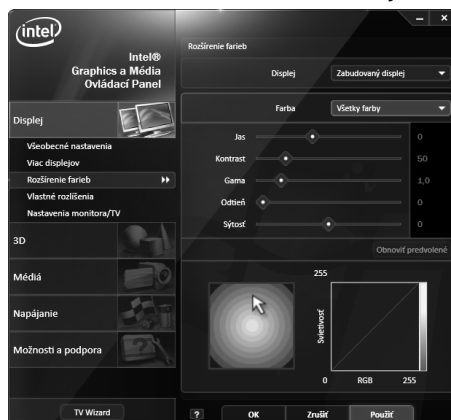 intel
Intel®
Graphics a Média
Ovládací Panel
Displej
Všeobecné nastavenia
Viac displejov
Rozšírenie farieb
Vlastné rozlíšenia
Nastavenia monitora/TV
3D
Médiá
Napájanie
Možnosti a podpora
TV Wizard
Rozšírenie farieb
Displej Zabudovaný displej
Farba Všetky farby
Jas 0
Kontrast 50
Gama 1,0
Odtieň 0
Sýtosť 0
Obnoviť predvolené
255
Svietivosť
0 RGB 255
? OK Zrušiť Použiť